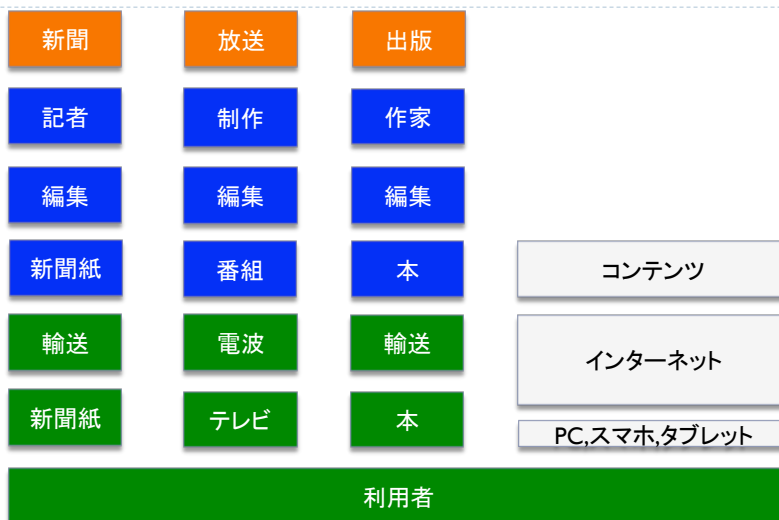 新聞 放送 出版
記者 制作 作家
編集 編集 編集
新聞紙 番組 本 コンテンツ
輸送 電波 輸送 インターネット
新聞紙 テレビ 本 PC,スマホ,タブレット
利用者